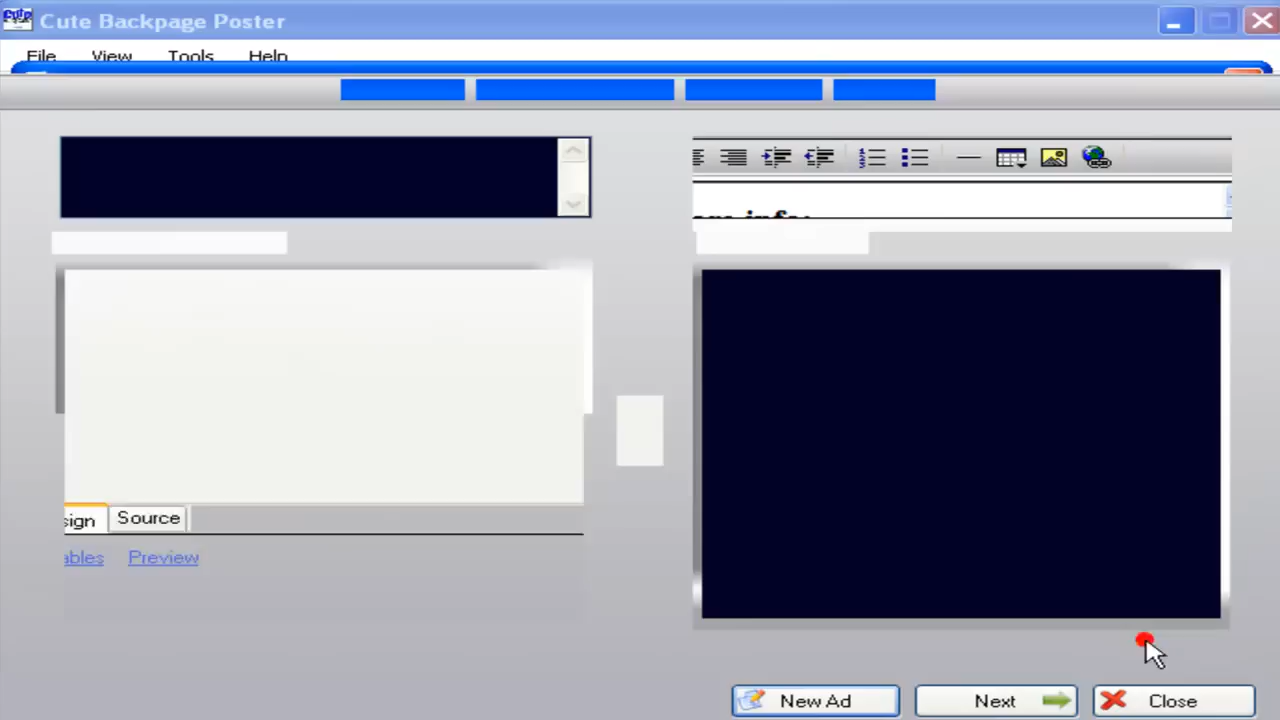 Cute Backpage Poster
File View Tools Help
Source
Preview
New Ad Next Close